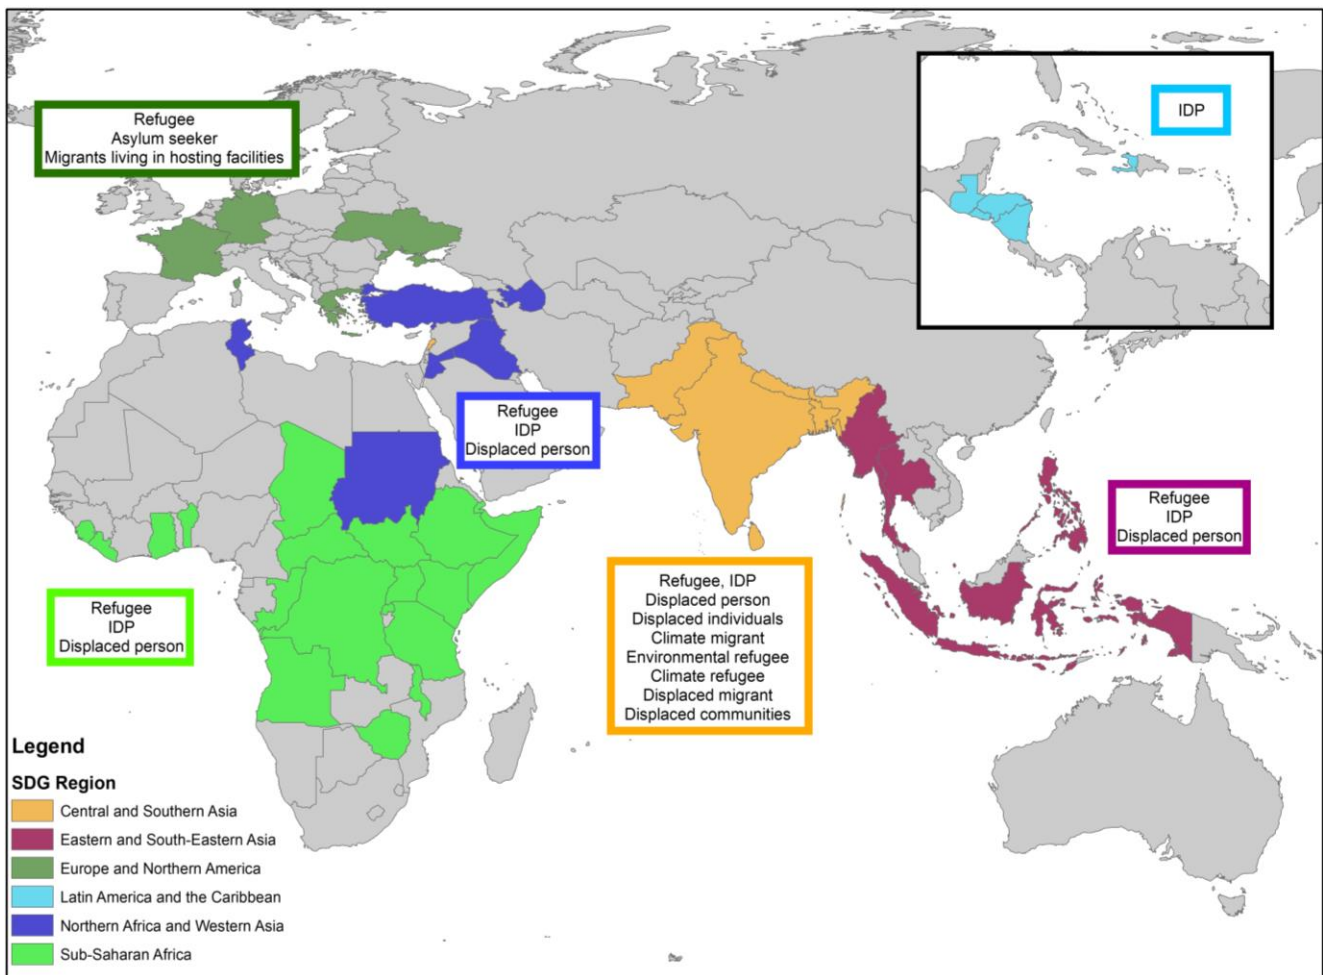 Refugee
Asylum seeker
Migrants living in hosting facilities
IDP
Refugee
IDP
Displaced person
Refugee
IDP
Displaced person
Refugee
IDP
Displaced person
Refugee, IDP
Displaced person
Displaced individuals
Climate migrant
Environmental refugee
Climate refugee
Displaced migrant
Displaced communities
Legend
SDG Region
Central and Southern Asia
Eastern and South-Eastern Asia
Europe and Northern America
Latin America and the Caribbean
Northern Africa and Western Asia
Sub-Saharan Africa